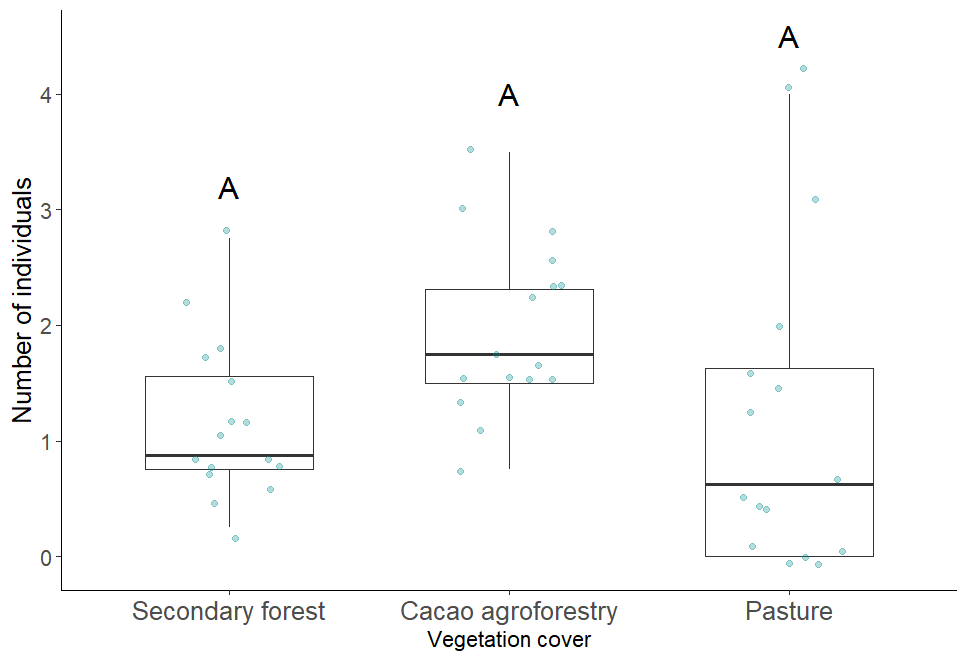 A
A
A
4
3
2
1
0
Number of individuals
Secondary forest
Cacao agroforestry
Pasture
Vegetation cover